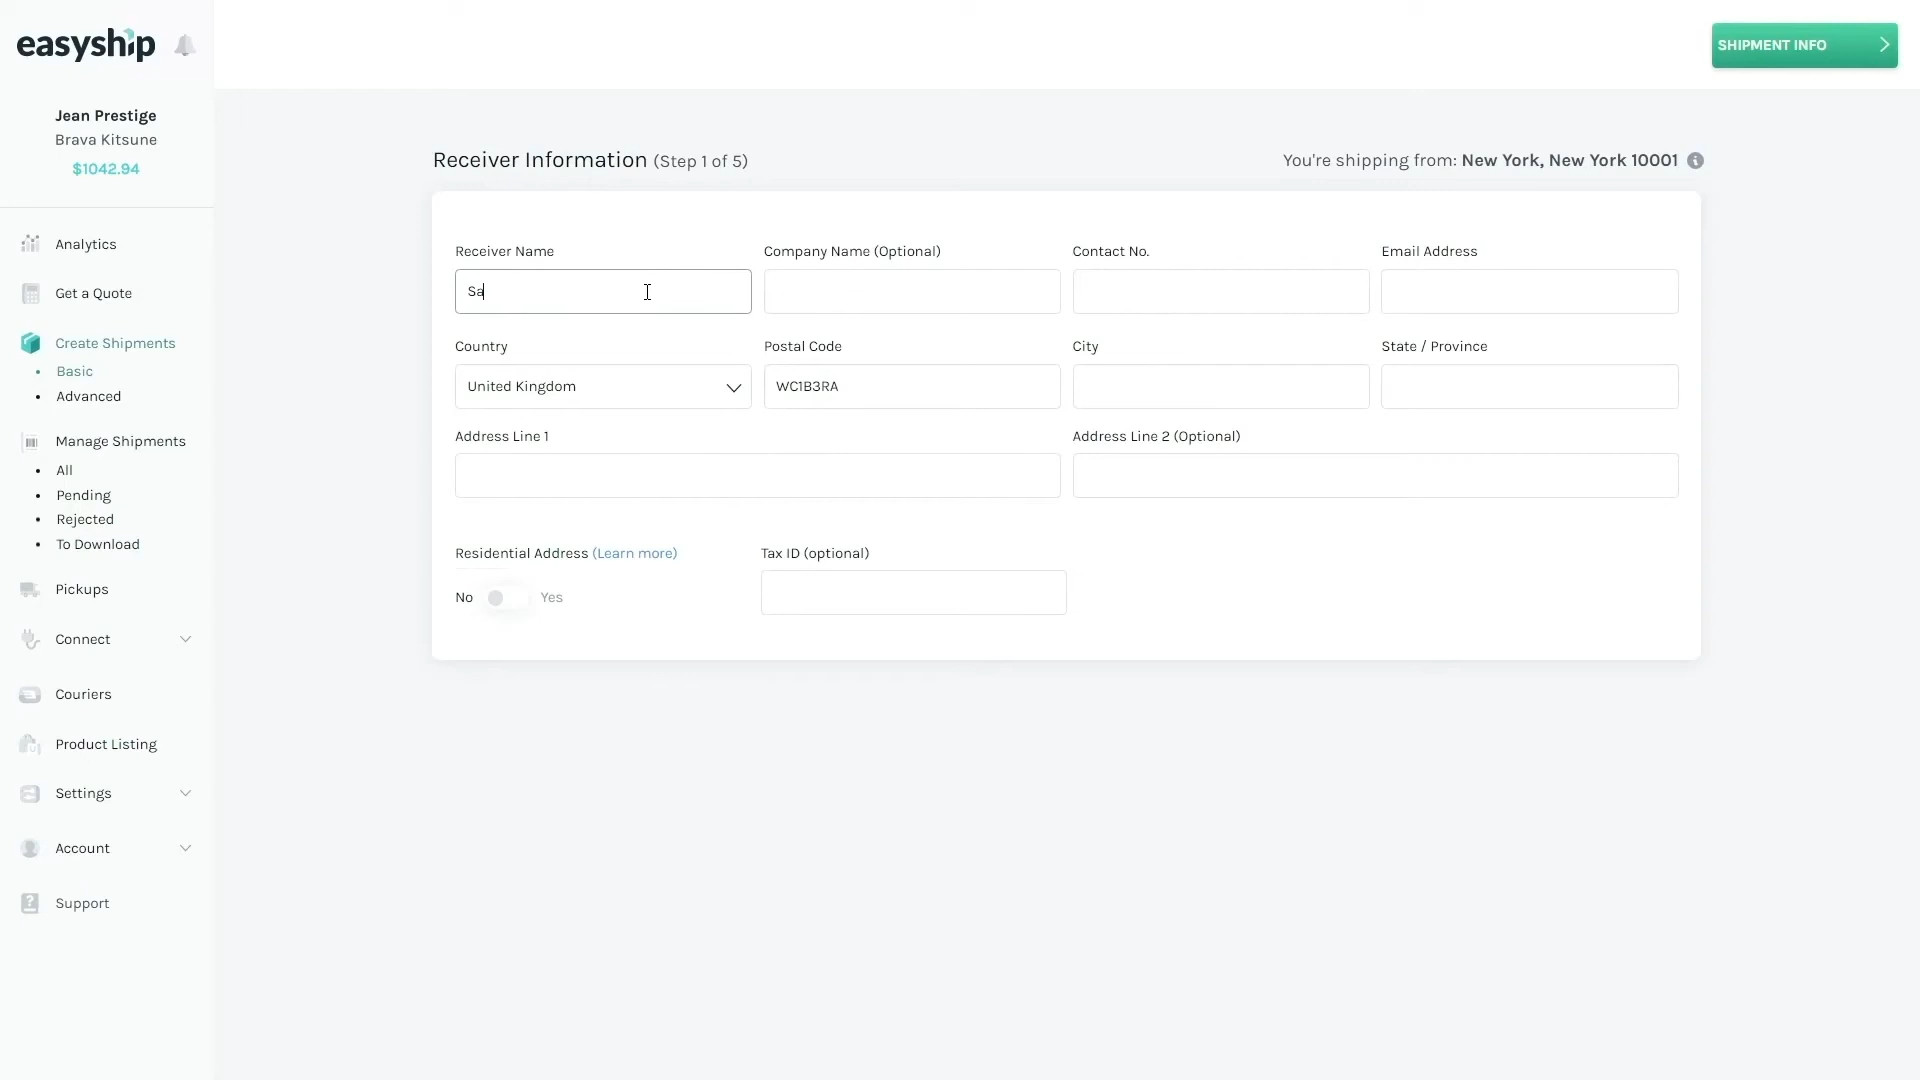 easyship
SHIPMENT INFO
Jean Prestige
Brava Kitsune
$1042.94
Analytics
Get a Quote
Create Shipments
Basic
Advanced
Manage Shipments
All
Pending
Rejected
To Download
Pickups
Connect
Couriers
Product Listing
Settings
Account
Support
Receiver Information (Step 1 of 5)
You're shipping from: New York, New York 10001
Receiver Name
Company Name (Optional)
Contact No.
Email Address
Sa
Country
Postal Code
City
State / Province
United Kingdom
WC1B3RA
Address Line 1
Address Line 2 (Optional)
Residential Address (Learn more)
Tax ID (optional)
No
Yes